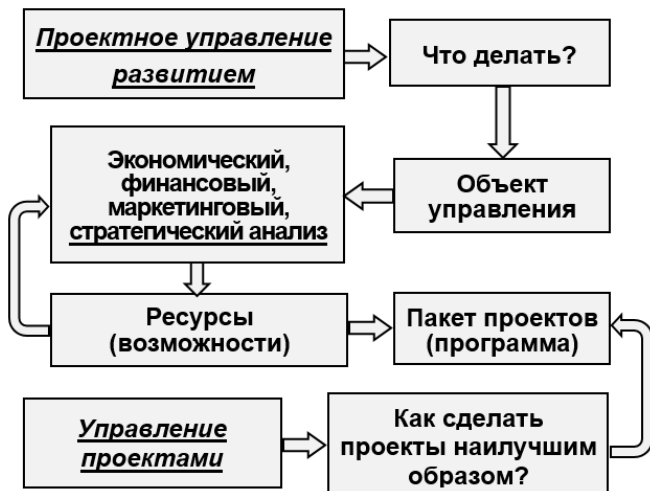 Проектное управление
развитием
Что делать?
Экономический,
финансовый,
маркетинговый,
стратегический анализ
Объект
управления
Ресурсы
(возможности)
Пакет проектов
(программа)
Управление
проектами
Как сделать
проекты наилучшим
образом?